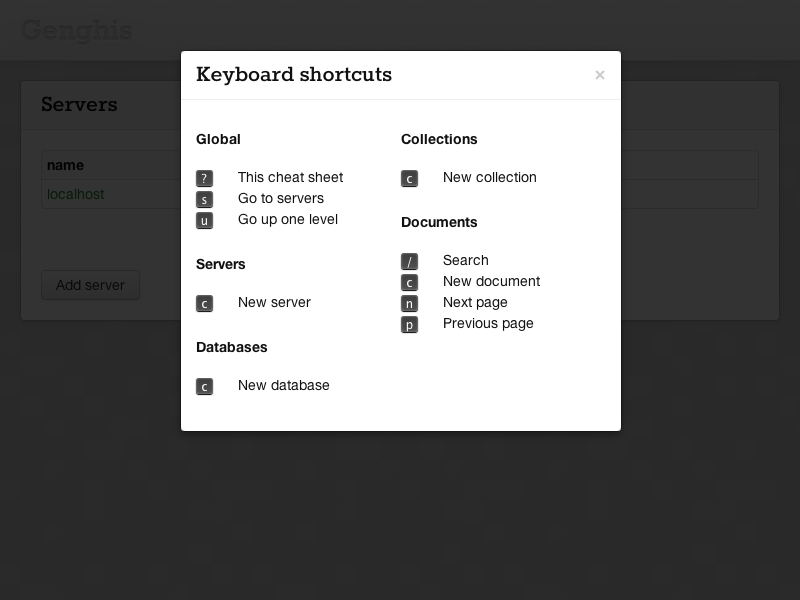 Genghis
Keyboard shortcuts ×
Servers
name
localhost
Add server
Global
? This cheat sheet
s Go to servers
u Go up one level
Servers
c New server
Databases
c New database
Collections
c New collection
Documents
/ Search
c New document
n Next page
p Previous page